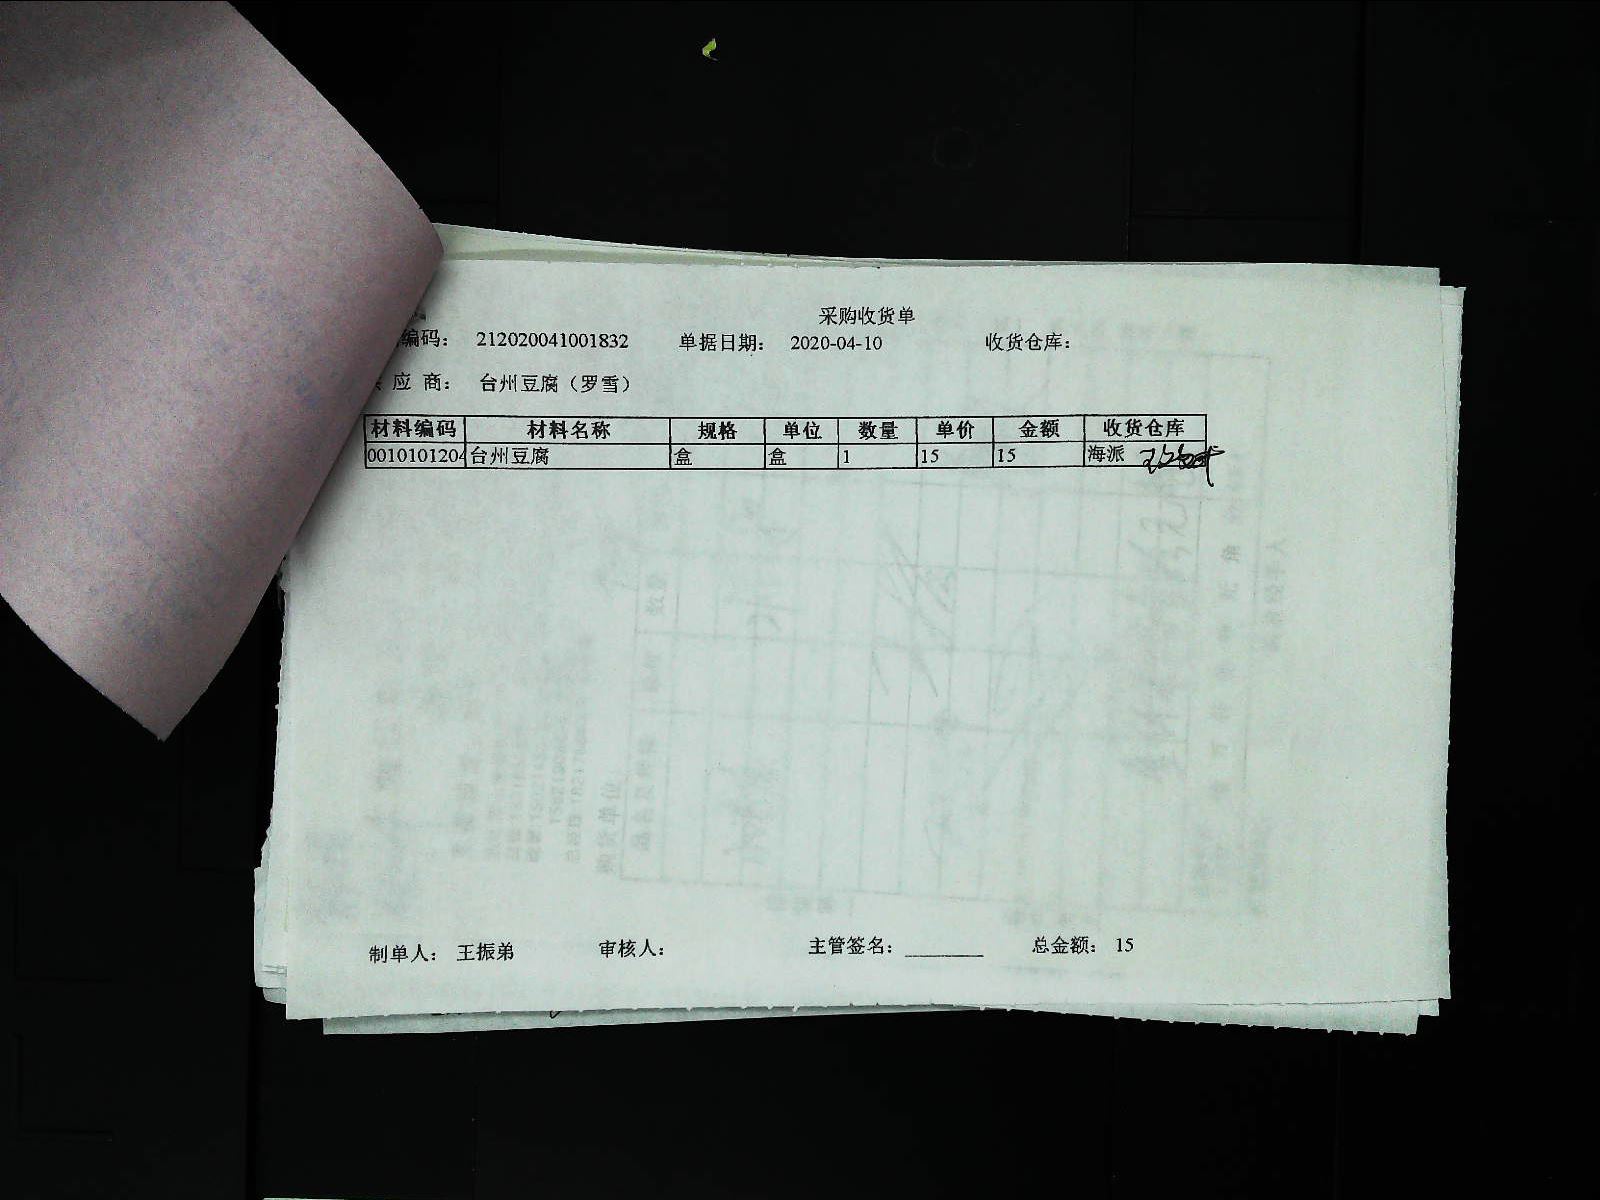 采购收货单
编码： 212020041001832 单据日期： 2020-04-10 收货仓库：
应 商： 台州豆腐（罗雪）
材料编码 材料名称 规格 单位 数量 单价 金额 收货仓库
0010101204 台州豆腐 盒 盒 1 15 15 海派
制单人： 王振弟 审核人： 主管签名： 总金额： 15